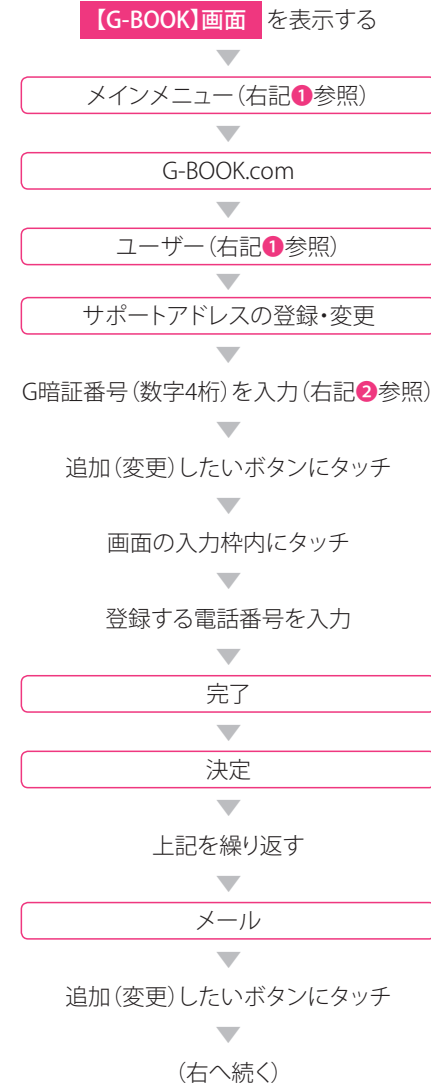 【G-BOOK】画面 を表示する
メインメニュー（右記❶参照）
G-BOOK.com
ユーザー（右記❶参照）
サポートアドレスの登録・変更
G暗証番号（数字4桁）を入力（右記❷参照）
追加（変更）したいボタンにタッチ
画面の入力枠内にタッチ
登録する電話番号を入力
完了
決定
上記を繰り返す
メール
追加（変更）したいボタンにタッチ
（右へ続く）